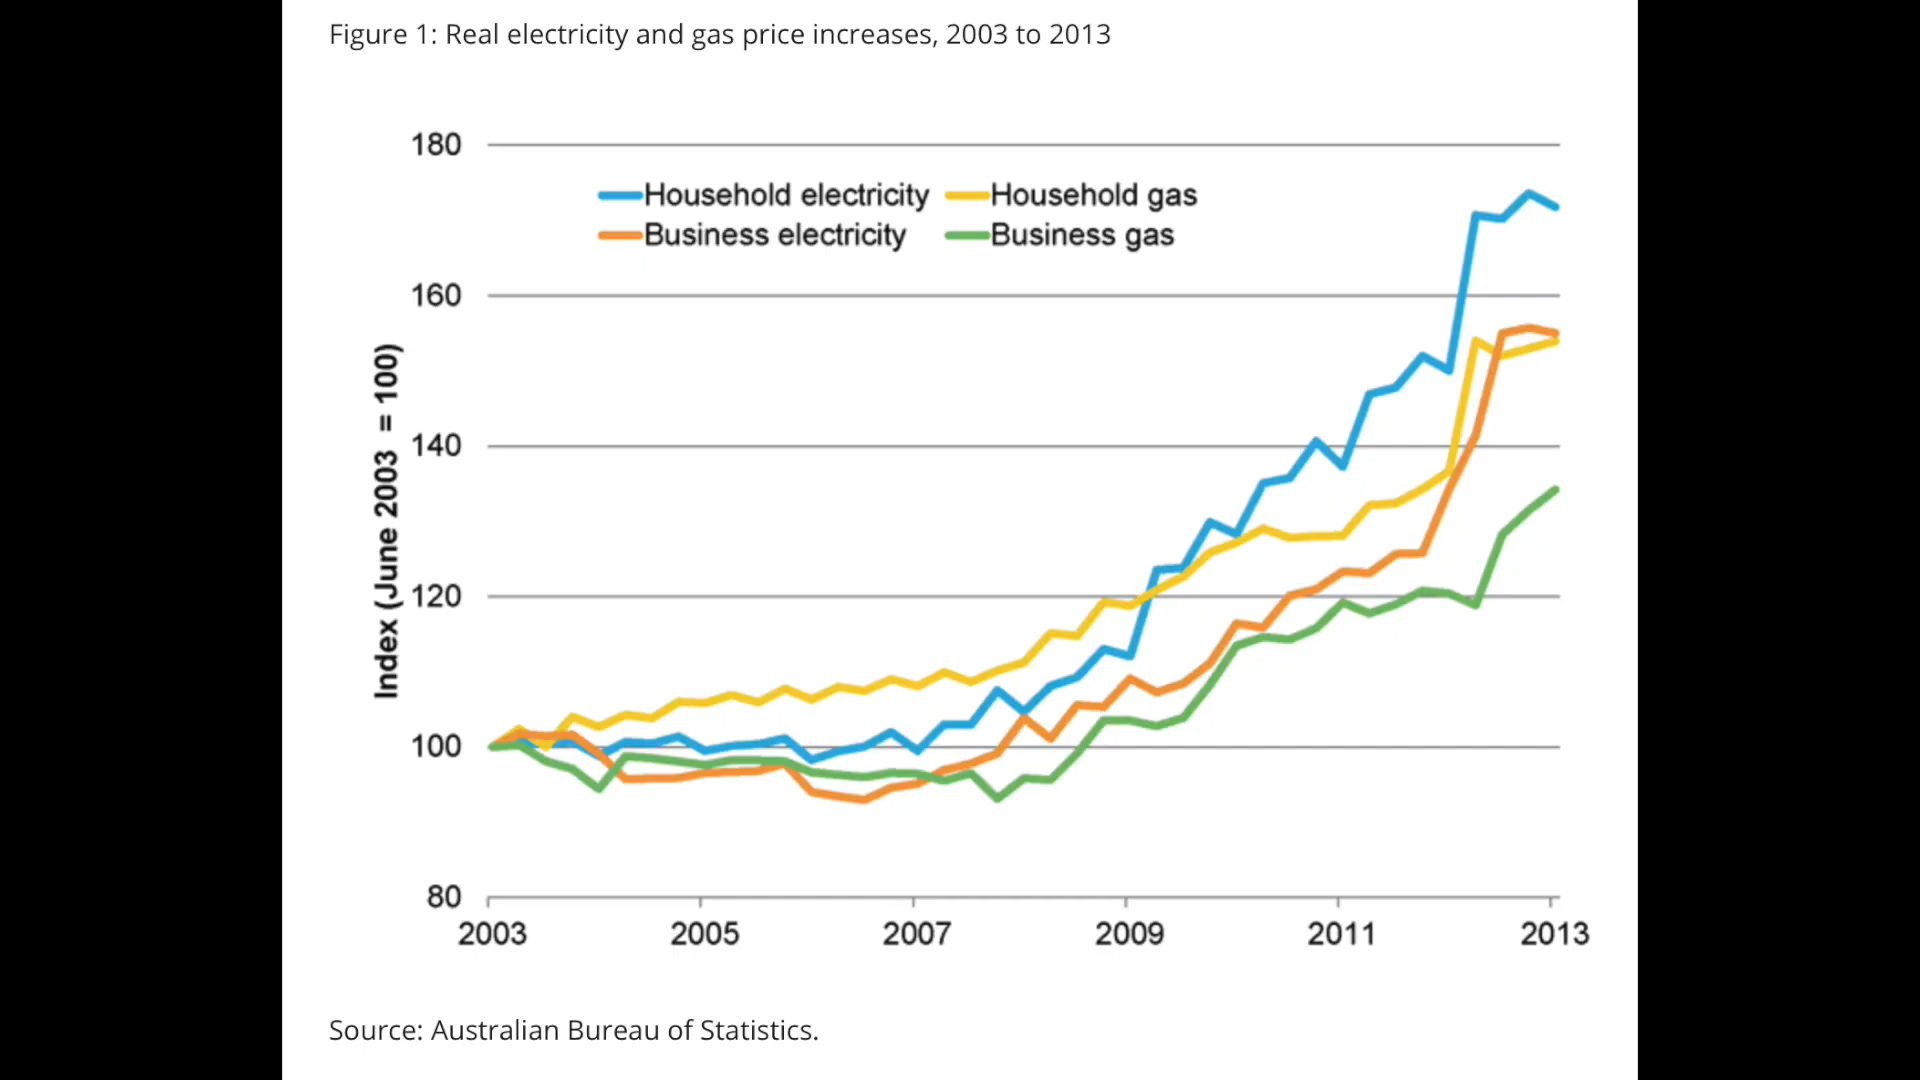 Figure 1: Real electricity and gas price increases, 2003 to 2013
180
Household electricity Household gas
Business electricity Business gas
160
140
120
100
80
Index (June 2003 = 100)
2003 2005 2007 2009 2011 2013
Source: Australian Bureau of Statistics.